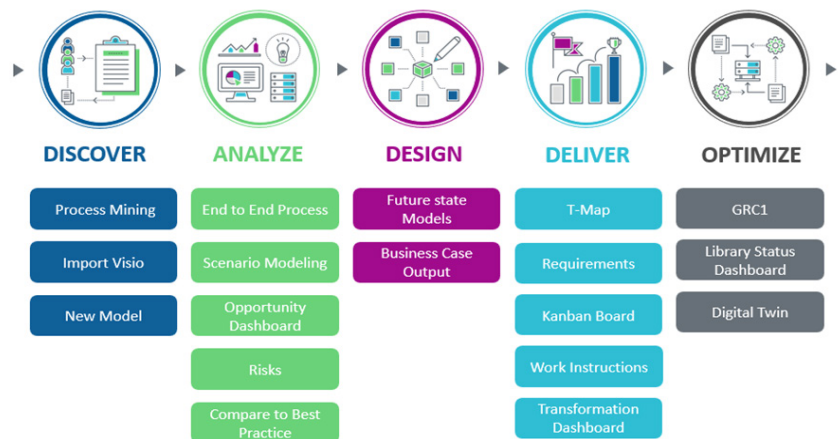 DISCOVER
ANALYZE
DESIGN
DELIVER
OPTIMIZE
Process Mining
Import Visio
New Model
End to End Process
Scenario Modeling
Opportunity
Dashboard
Risks
Compare to Best
Practice
Future state
Models
Business Case
Output
T-Map
Requirements
Kanban Board
Work Instructions
Transformation
Dashboard
GRC1
Library Status
Dashboard
Digital Twin